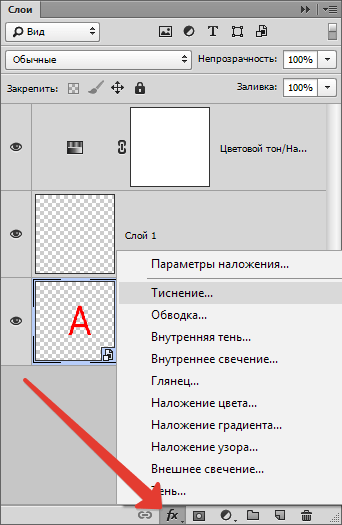 Слои
Вид
Обычные Непрозрачность: 100%
Закрепить: Заливка: 100%
Цветовой тон/На...
Слой 1
A
Параметры наложения...
Тиснение...
Обводка...
Внутренняя тень...
Внутреннее свечение...
Глянец...
Наложение цвета...
Наложение градиента...
Наложение узора...
Внешнее свечение...
Тень...
fx